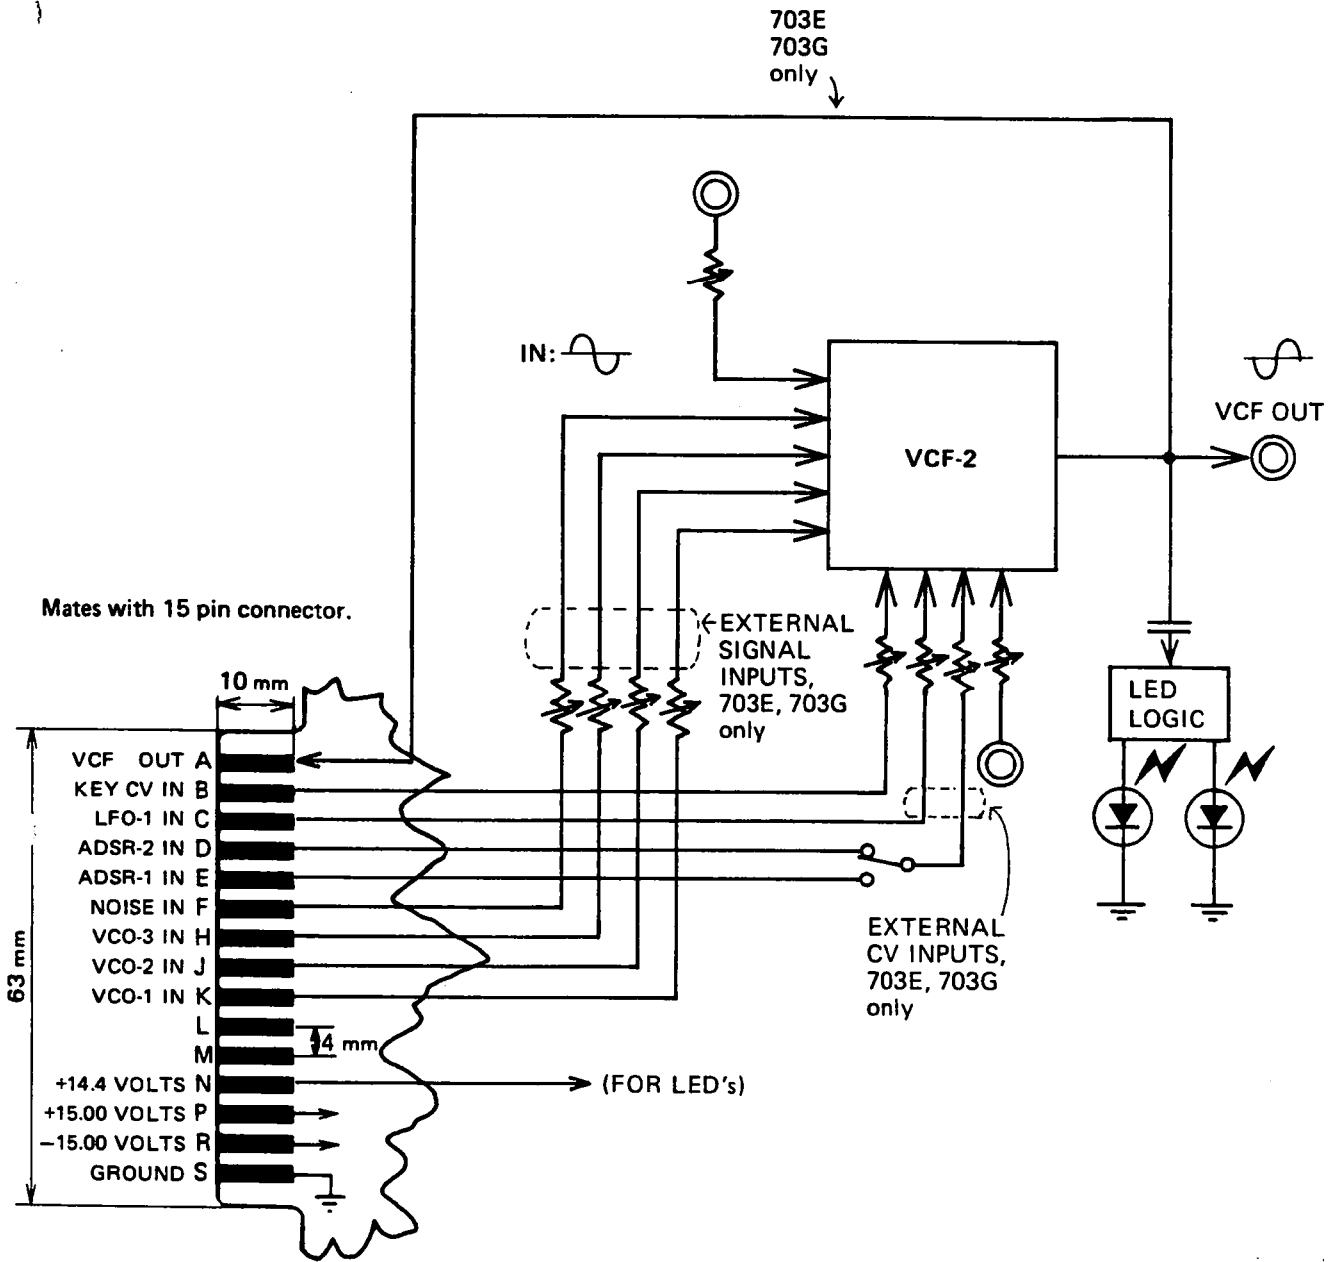 703E
703G
only
IN:
VCF OUT
VCF-2
Mates with 15 pin connector.
←EXTERNAL
SIGNAL
INPUTS,
703E, 703G
only
LED
LOGIC
10 mm
VCF OUT A
KEY CV IN B
LFO-1 IN C
ADSR-2 IN D
ADSR-1 IN E
NOISE IN F
VCO-3 IN H
VCO-2 IN J
VCO-1 IN K
L
M
+14.4 VOLTS N
+15.00 VOLTS P
−15.00 VOLTS R
GROUND S
63 mm
4 mm
(FOR LED's)
EXTERNAL
CV INPUTS,
703E, 703G
only